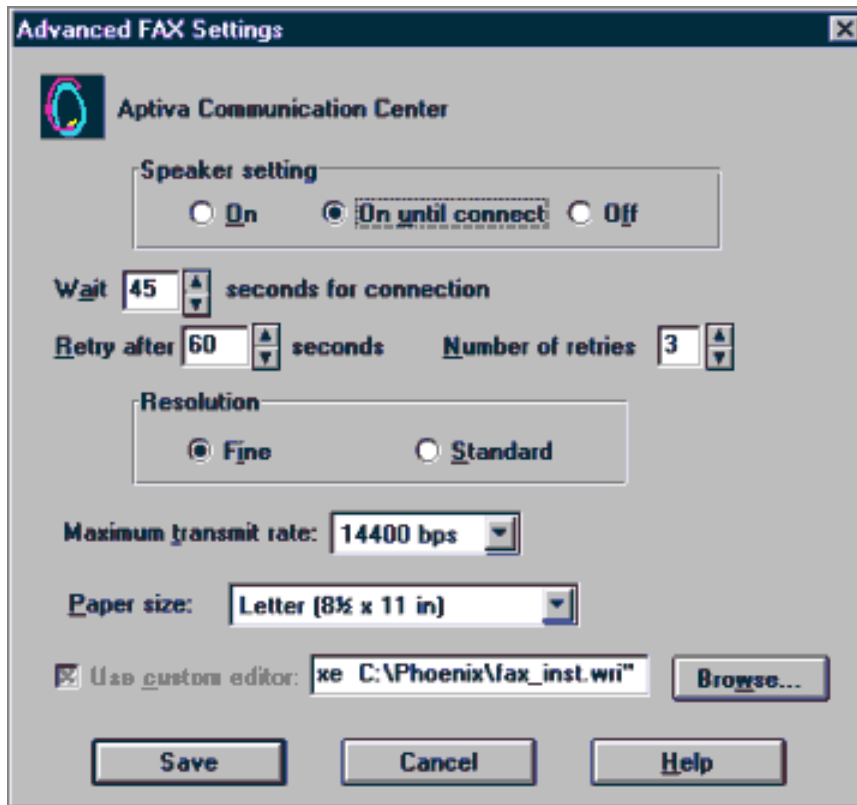 Advanced FAX Settings
Aptiva Communication Center
Speaker setting
On On until connect Off
Wait 45 seconds for connection
Retry after 60 seconds Number of retries 3
Resolution
Fine Standard
Maximum transmit rate: 14400 bps
Paper size: Letter (8½ x 11 in)
Use custom editor: xe C:\Phoenix\fax_inst.wri" Browse...
Save Cancel Help